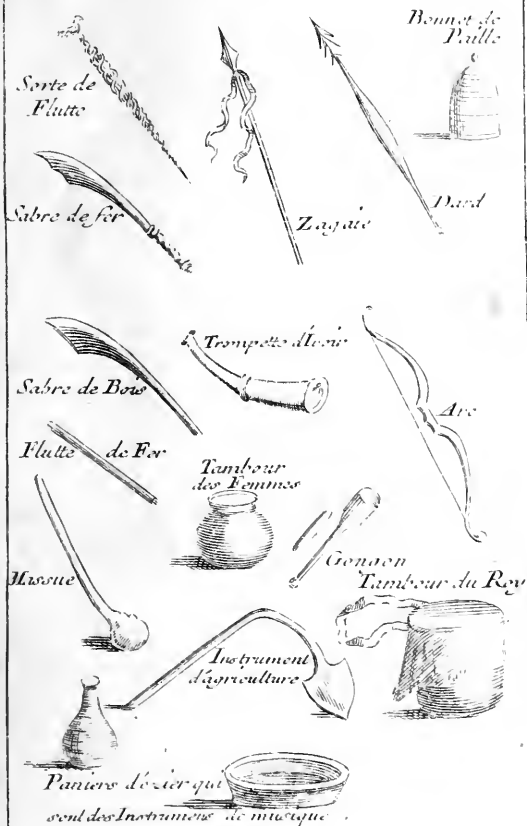 Bonnet de
Paille
Sorte de
Flutte
Dard
Zagaie
Sabre de fer
Trompette d'Ivoir
Sabre de Bois
Arc
Flutte de Fer
Tambour
des Femmes
Massue
Gongon
Tambour du Roy
Instrument
d'agriculture
Paniers d'ozier qui
sont des Instrumens de musique.